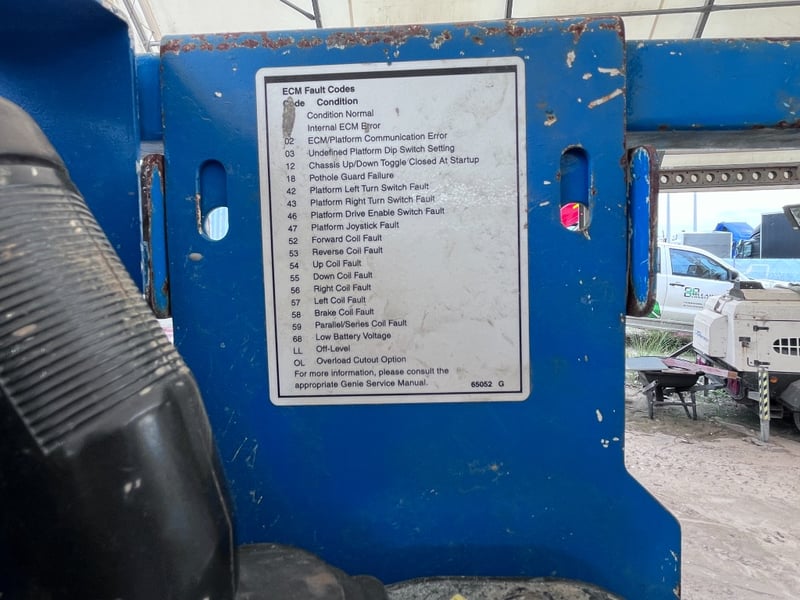 ECM Fault Codes
Code Condition
Condition Normal
Internal ECM Error
02 ECM/Platform Communication Error
03 Undefined Platform Dip Switch Setting
12 Chassis Up/Down Toggle Closed At Startup
18 Pothole Guard Failure
42 Platform Left Turn Switch Fault
43 Platform Right Turn Switch Fault
46 Platform Drive Enable Switch Fault
47 Platform Joystick Fault
52 Forward Coil Fault
53 Reverse Coil Fault
54 Up Coil Fault
55 Down Coil Fault
56 Right Coil Fault
57 Left Coil Fault
58 Brake Coil Fault
59 Parallel/Series Coil Fault
68 Low Battery Voltage
LL Off-Level
OL Overload Cutout Option
For more information, please consult the
appropriate Genie Service Manual. 65052 G